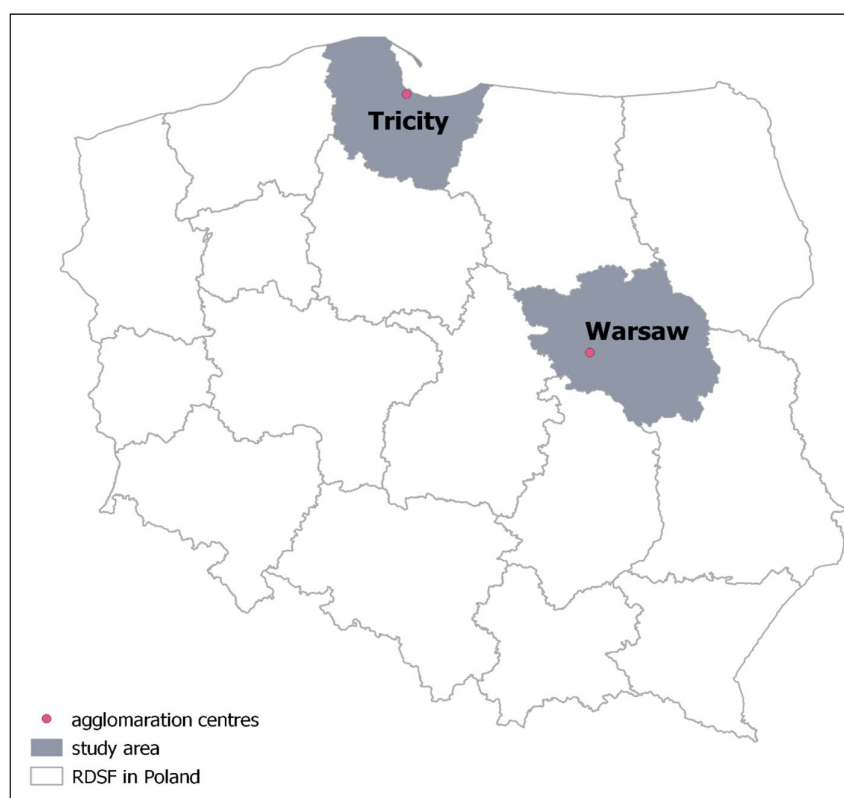 Tricity
Warsaw
agglomaration centres
study area
RDSF in Poland